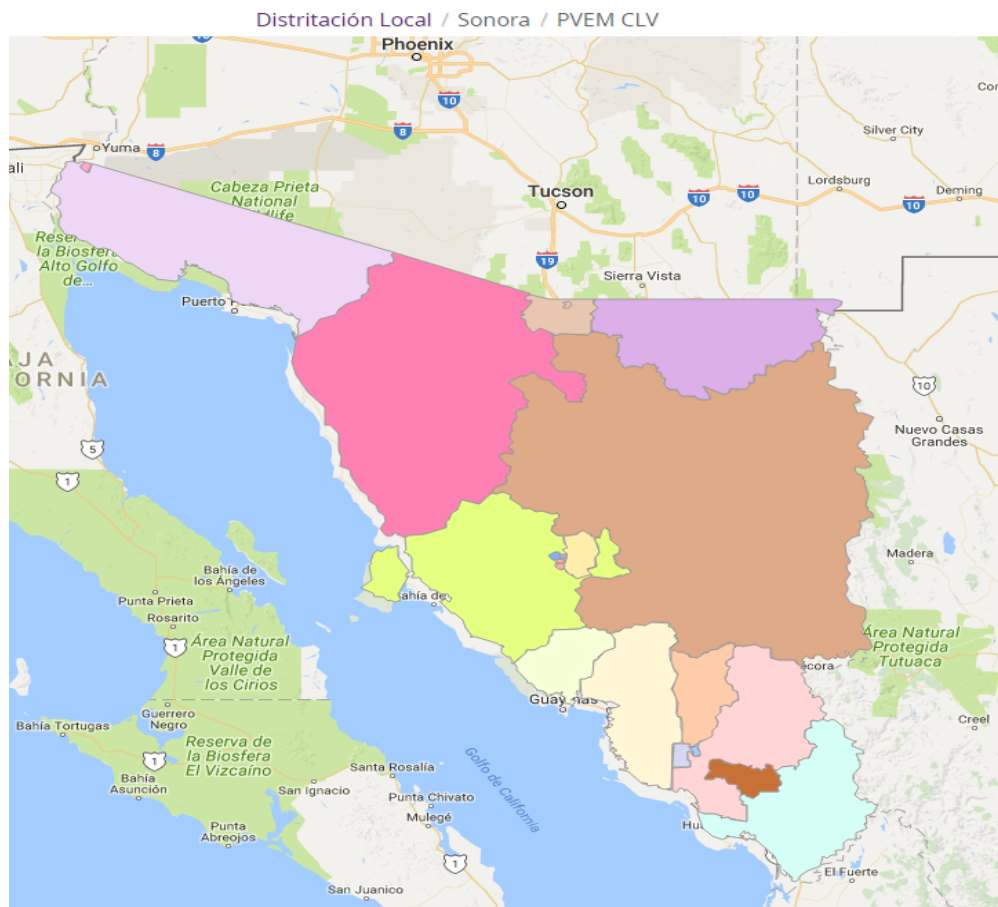 Distritación Local / Sonora / PVEM CLV
Phoenix
10
10
8
Yuma
8
ali
Silver City
Cabeza Prieta
National
Tucson
Lordsburg
Deming
10
10
10
19
Sierra Vista
la Biosfera
Alto Golfo
de...
10
Nuevo Casas
Grandes
5
1
Madera
Bahía de
los Ángeles
Punta Prieta
Rosarito
Área Natural
Protegida
Valle de
los Cirios
1
Área Natural
Protegida
Tutuaca
Guerrero
Negro
Creel
Bahía Tortugas
1
Reserva de
la Biosfera
El Vizcaíno
Golfo de California
Santa Rosalía
Bahía
Asunción
San Ignacio
Punta Chivato
Mulegé
Punta
Abreojos
1
El Fuerte
San Juanico